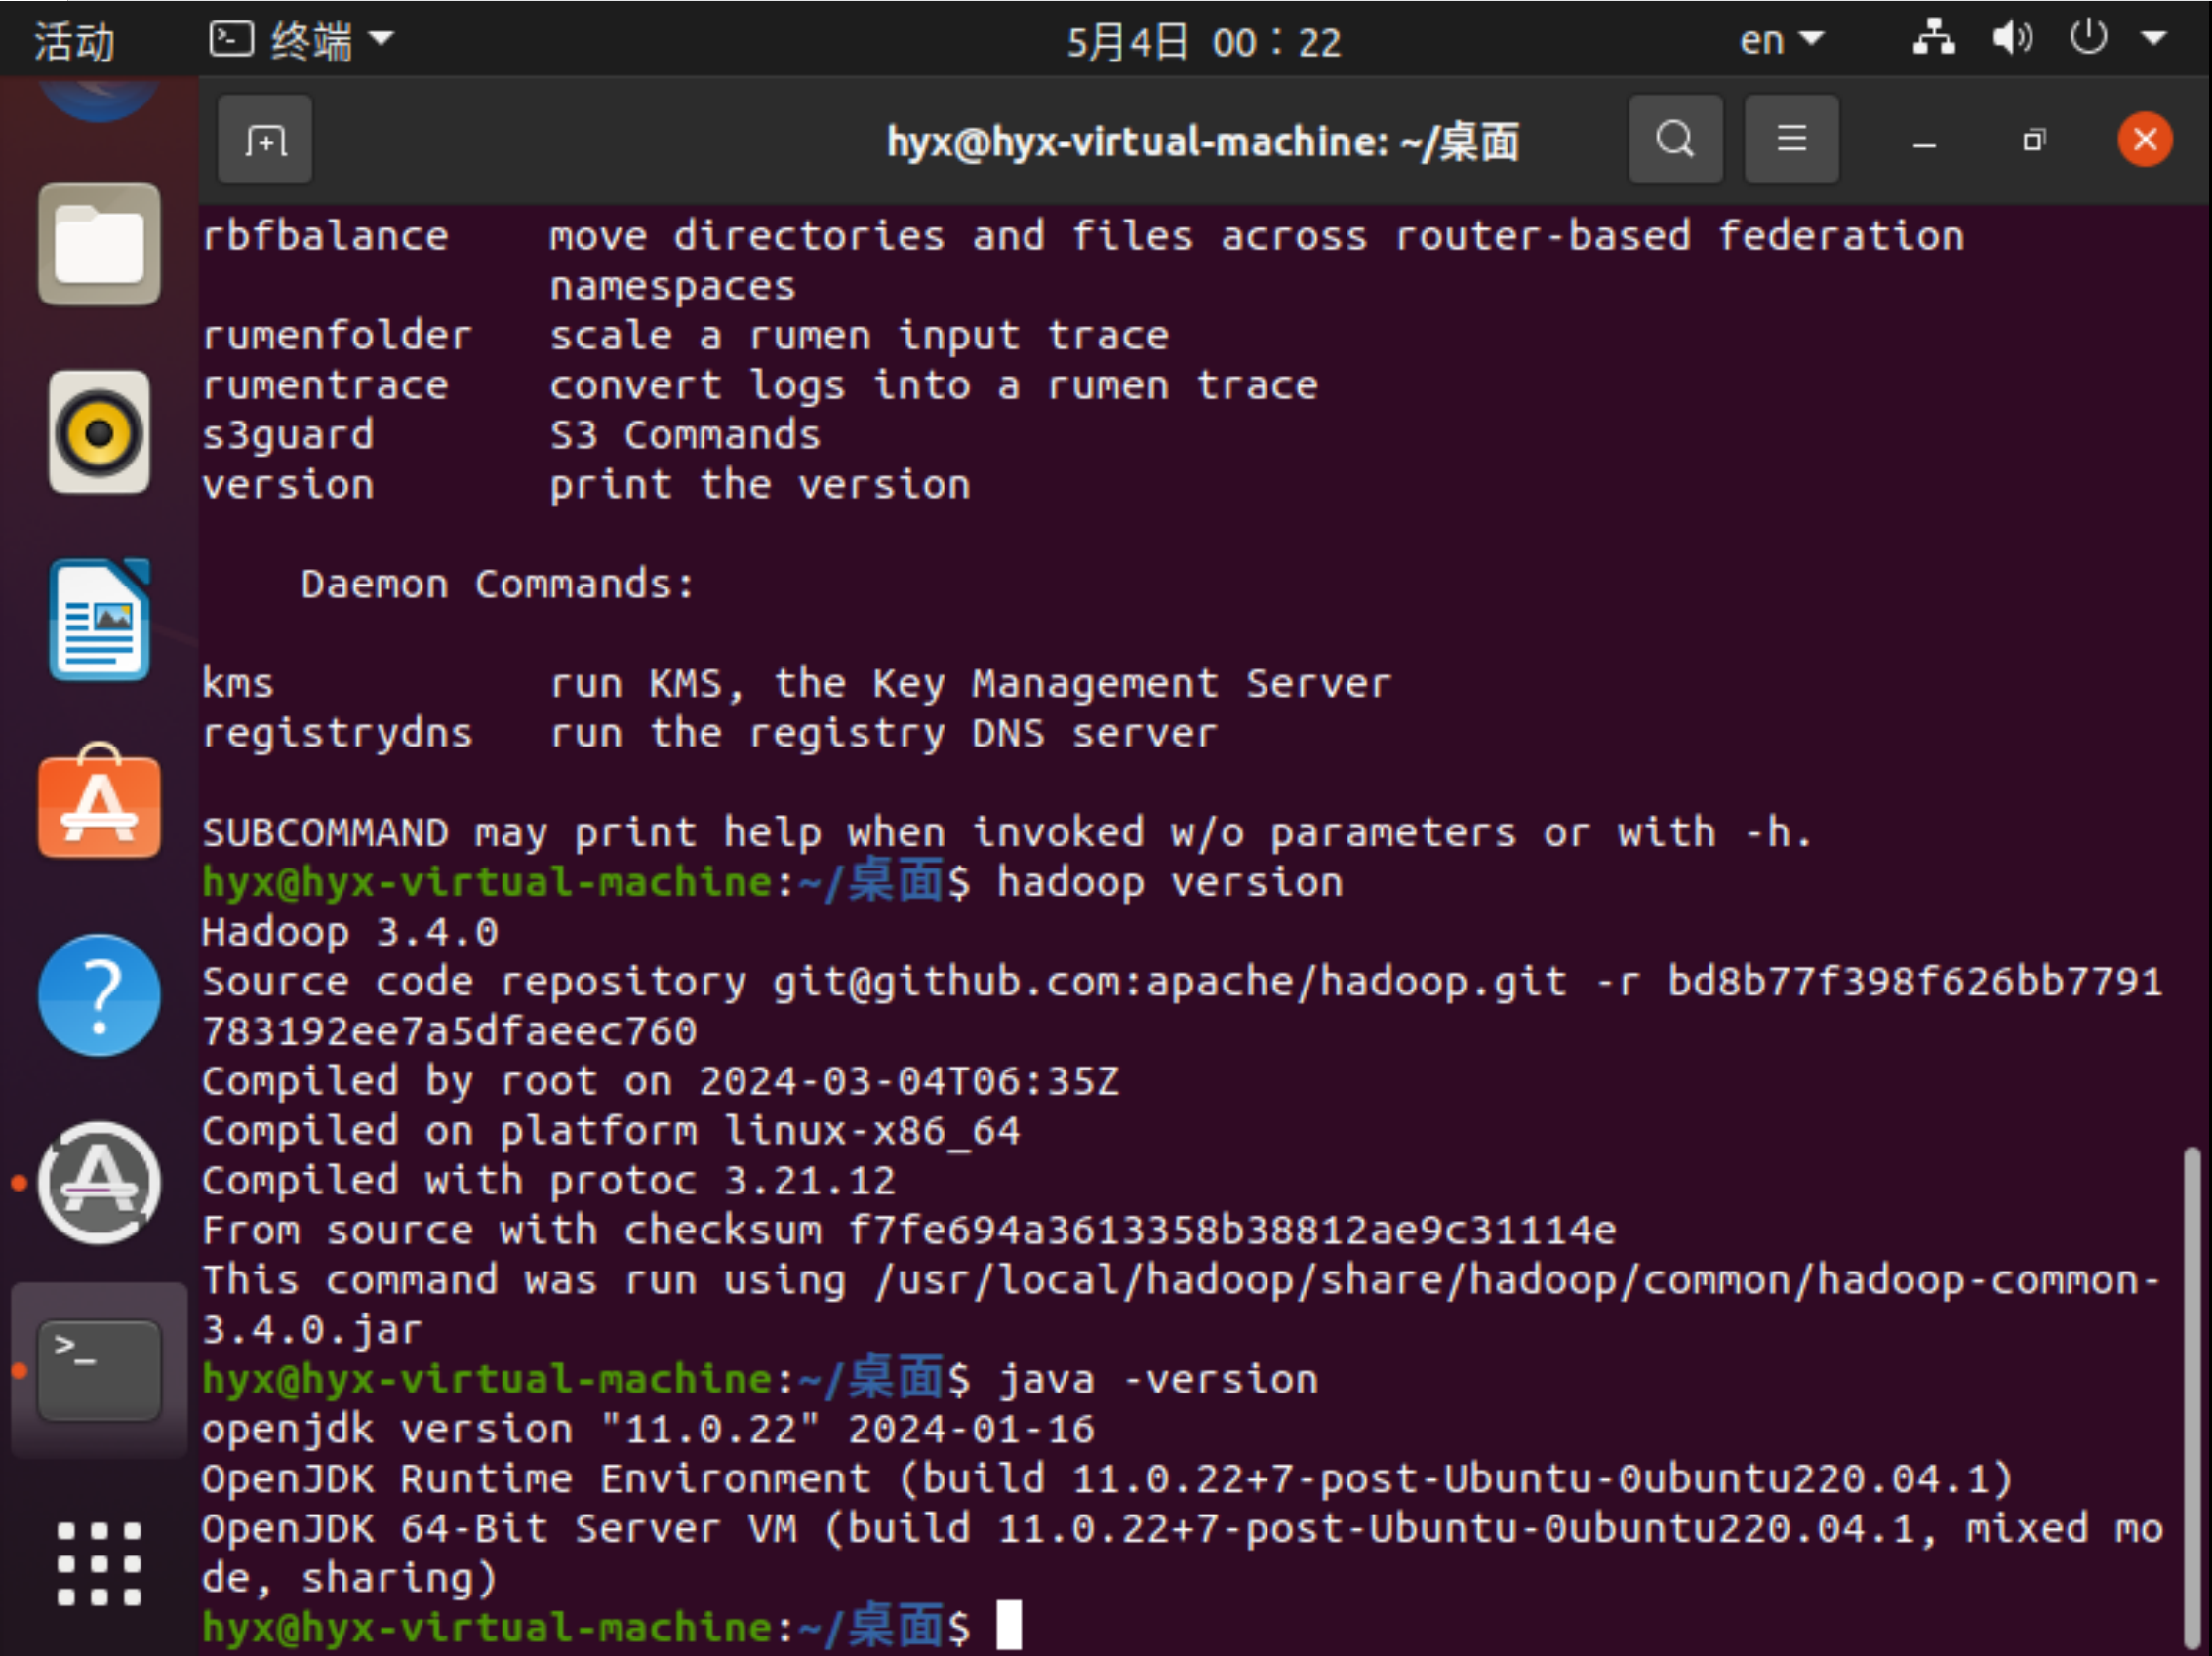 活动 终端 5月4日 00：22 en
hyx@hyx-virtual-machine: ~/桌面
rbfbalance    move directories and files across router-based federation
              namespaces
rumenfolder   scale a rumen input trace
rumentrace    convert logs into a rumen trace
s3guard       S3 Commands
version       print the version
    Daemon Commands:
kms           run KMS, the Key Management Server
registrydns   run the registry DNS server
SUBCOMMAND may print help when invoked w/o parameters or with -h.
hyx@hyx-virtual-machine:~/桌面$ hadoop version
Hadoop 3.4.0
Source code repository git@github.com:apache/hadoop.git -r bd8b77f398f626bb7791
783192ee7a5dfaeec760
Compiled by root on 2024-03-04T06:35Z
Compiled on platform linux-x86_64
Compiled with protoc 3.21.12
From source with checksum f7fe694a3613358b38812ae9c31114e
This command was run using /usr/local/hadoop/share/hadoop/common/hadoop-common-
3.4.0.jar
hyx@hyx-virtual-machine:~/桌面$ java -version
openjdk version "11.0.22" 2024-01-16
OpenJDK Runtime Environment (build 11.0.22+7-post-Ubuntu-0ubuntu220.04.1)
OpenJDK 64-Bit Server VM (build 11.0.22+7-post-Ubuntu-0ubuntu220.04.1, mixed mo
de, sharing)
hyx@hyx-virtual-machine:~/桌面$